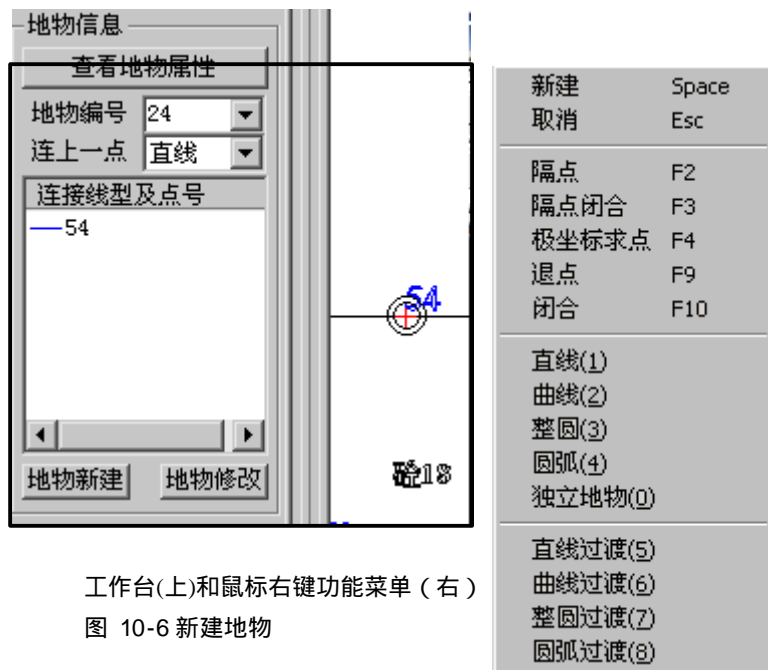 地物信息
查看地物属性
地物编号 24
连上一点 直线
连接线型及点号
54
地物新建 地物修改
54
砼18
新建 Space
取消 Esc
隔点 F2
隔点闭合 F3
极坐标求点 F4
退点 F9
闭合 F10
直线(1)
曲线(2)
整圆(3)
圆弧(4)
独立地物(0)
直线过渡(5)
曲线过渡(6)
整圆过渡(7)
圆弧过渡(8)
工作台(上)和鼠标右键功能菜单（右）
图 10-6 新建地物